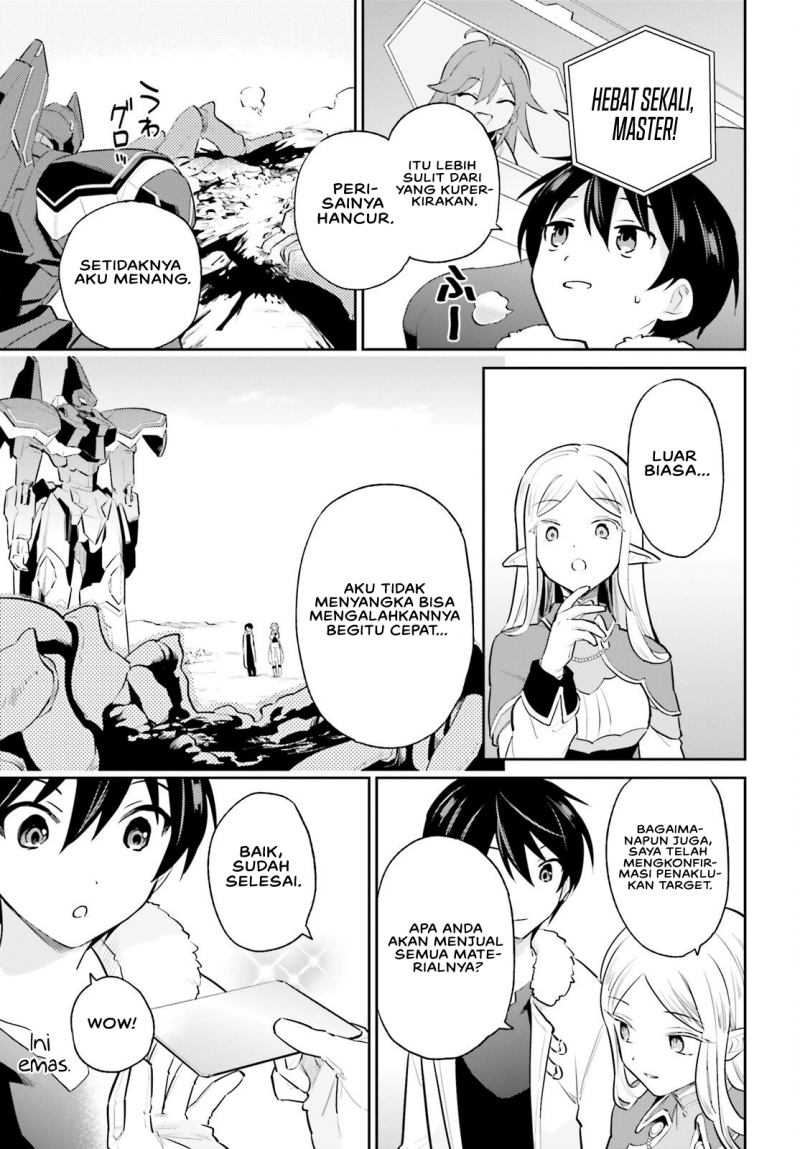 HEBAT SEKALI,
MASTER!
ITU LEBIH
SULIT DARI
YANG KUPER-
KIRAKAN.
PERI-
SAINYA
HANCUR.
ふー
うわ。
グロッ
SETIDAKNYA
AKU MENANG.
LUAR
BIASA...
AKU TIDAK
MENYANGKA BISA
MENGALAHKANNYA
BEGITU CEPAT...
BAGAIMA-
NAPUN JUGA,
SAYA TELAH
MENGKONFIR-
MASI PENAKLU-
KAN TARGET.
APA ANDA
AKAN MENJUAL
SEMUA MATE-
RIALNYA?
BAIK,
SUDAH
SELESAI.
WOW!
Ini
emas.